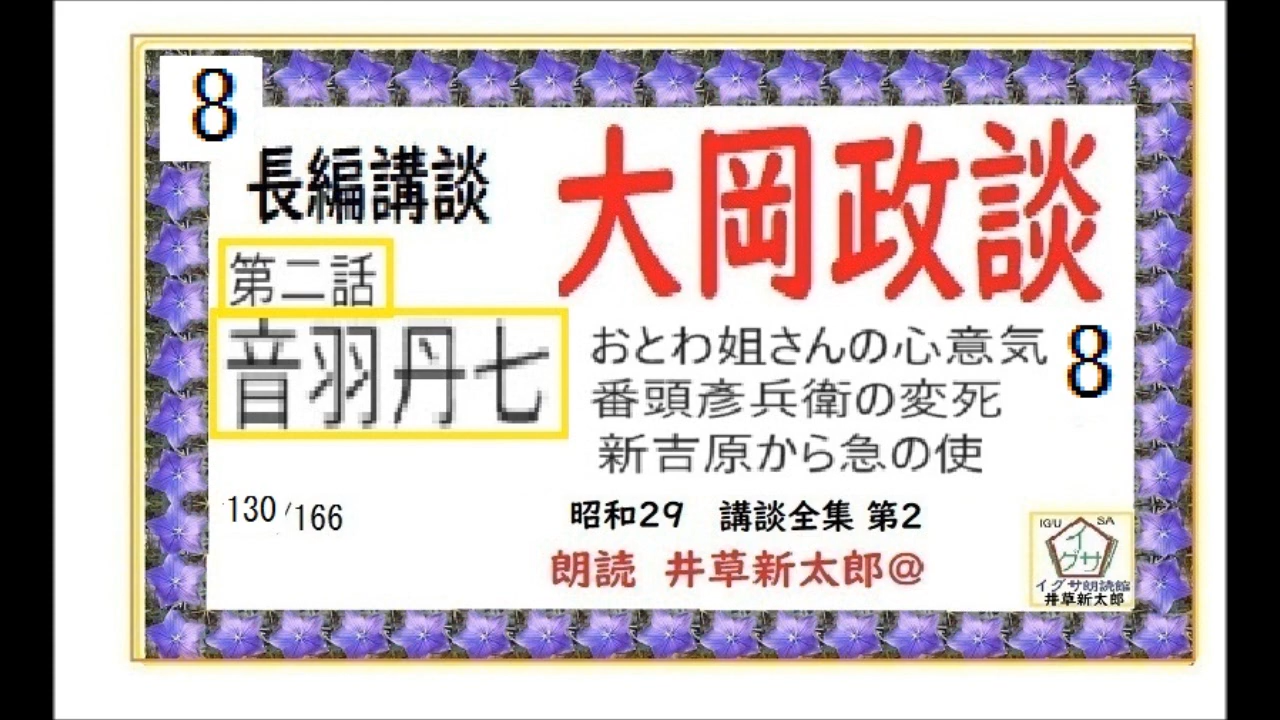 8
長編講談
大岡政談
第二話
音羽丹七
おとわ姐さんの心意気
番頭彦兵衛の変死
新吉原から急の使
8
130/166
昭和29 講談全集 第2
朗読 井草新太郎@
IGU SA
イグサ
イグサ朗読館
井草新太郎